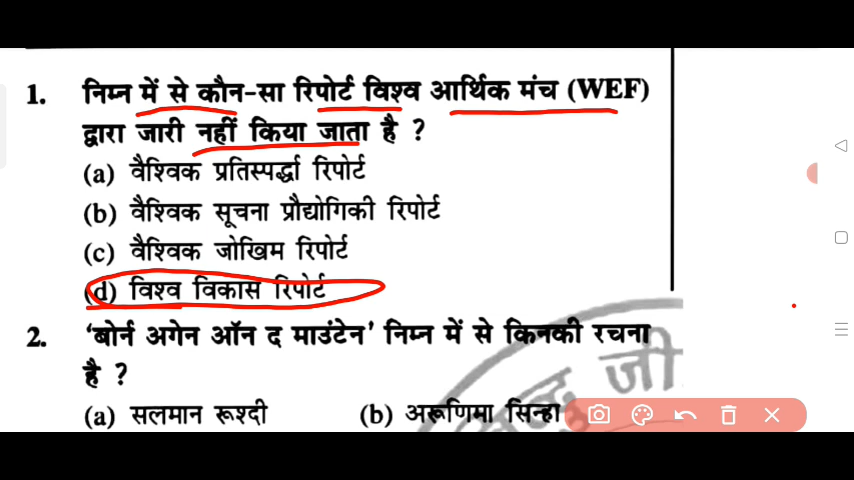 1. निम्न में से कौन-सा रिपोर्ट विश्व आर्थिक मंच (WEF)
द्वारा जारी नहीं किया जाता है ?
(a) वैश्विक प्रतिस्पर्द्धा रिपोर्ट
(b) वैश्विक सूचना प्रौद्योगिकी रिपोर्ट
(c) वैश्विक जोखिम रिपोर्ट
(d) विश्व विकास रिपोर्ट
2. 'बोर्न अगेन ऑन द माउंटेन' निम्न में से किनकी रचना
है ?
(a) सलमान रूश्दी (b) अरूणिमा सिन्हा
जी